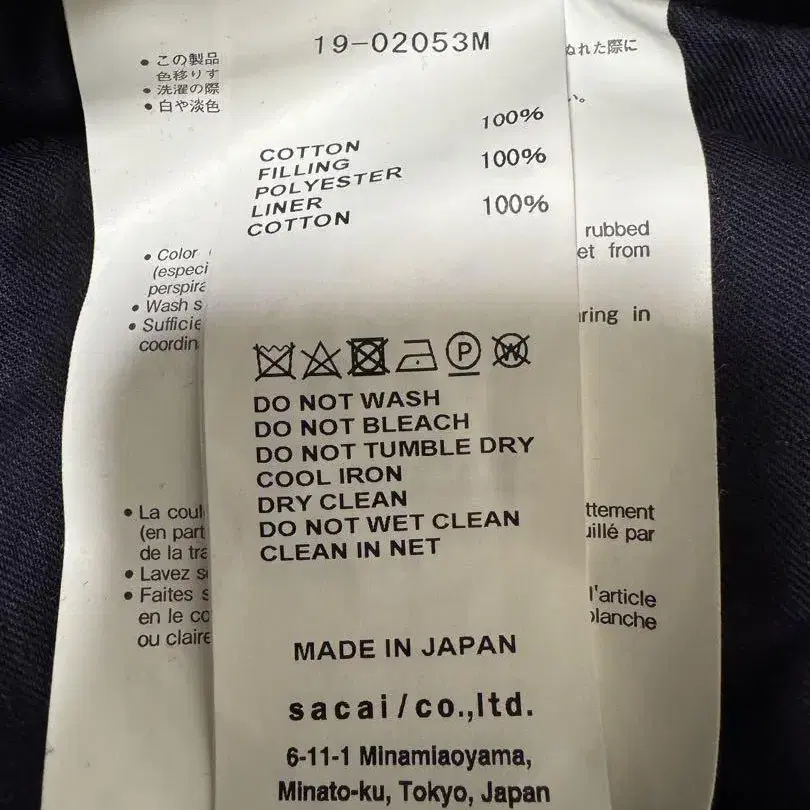 19-02053M
COTTON 100%
FILLING
POLYESTER 100%
LINER
COTTON 100%
P
W
DO NOT WASH
DO NOT BLEACH
DO NOT TUMBLE DRY
COOL IRON
DRY CLEAN
DO NOT WET CLEAN
CLEAN IN NET
MADE IN JAPAN
sacai/co.,ltd.
6-11-1 Minamiaoyama,
Minato-ku, Tokyo, Japan
• この製品
色移りす
• 洗濯の際
• 白や淡色
ぬれた際に
い。
• Color
(especi
perspira
• Wash s
• Sufficie
coordin
rubbed
et from
ring in
• La coul
(en part
de la tra
• Lavez s
• Faites s
en le co
ou claire
ttement
uillé par
l'article
planche